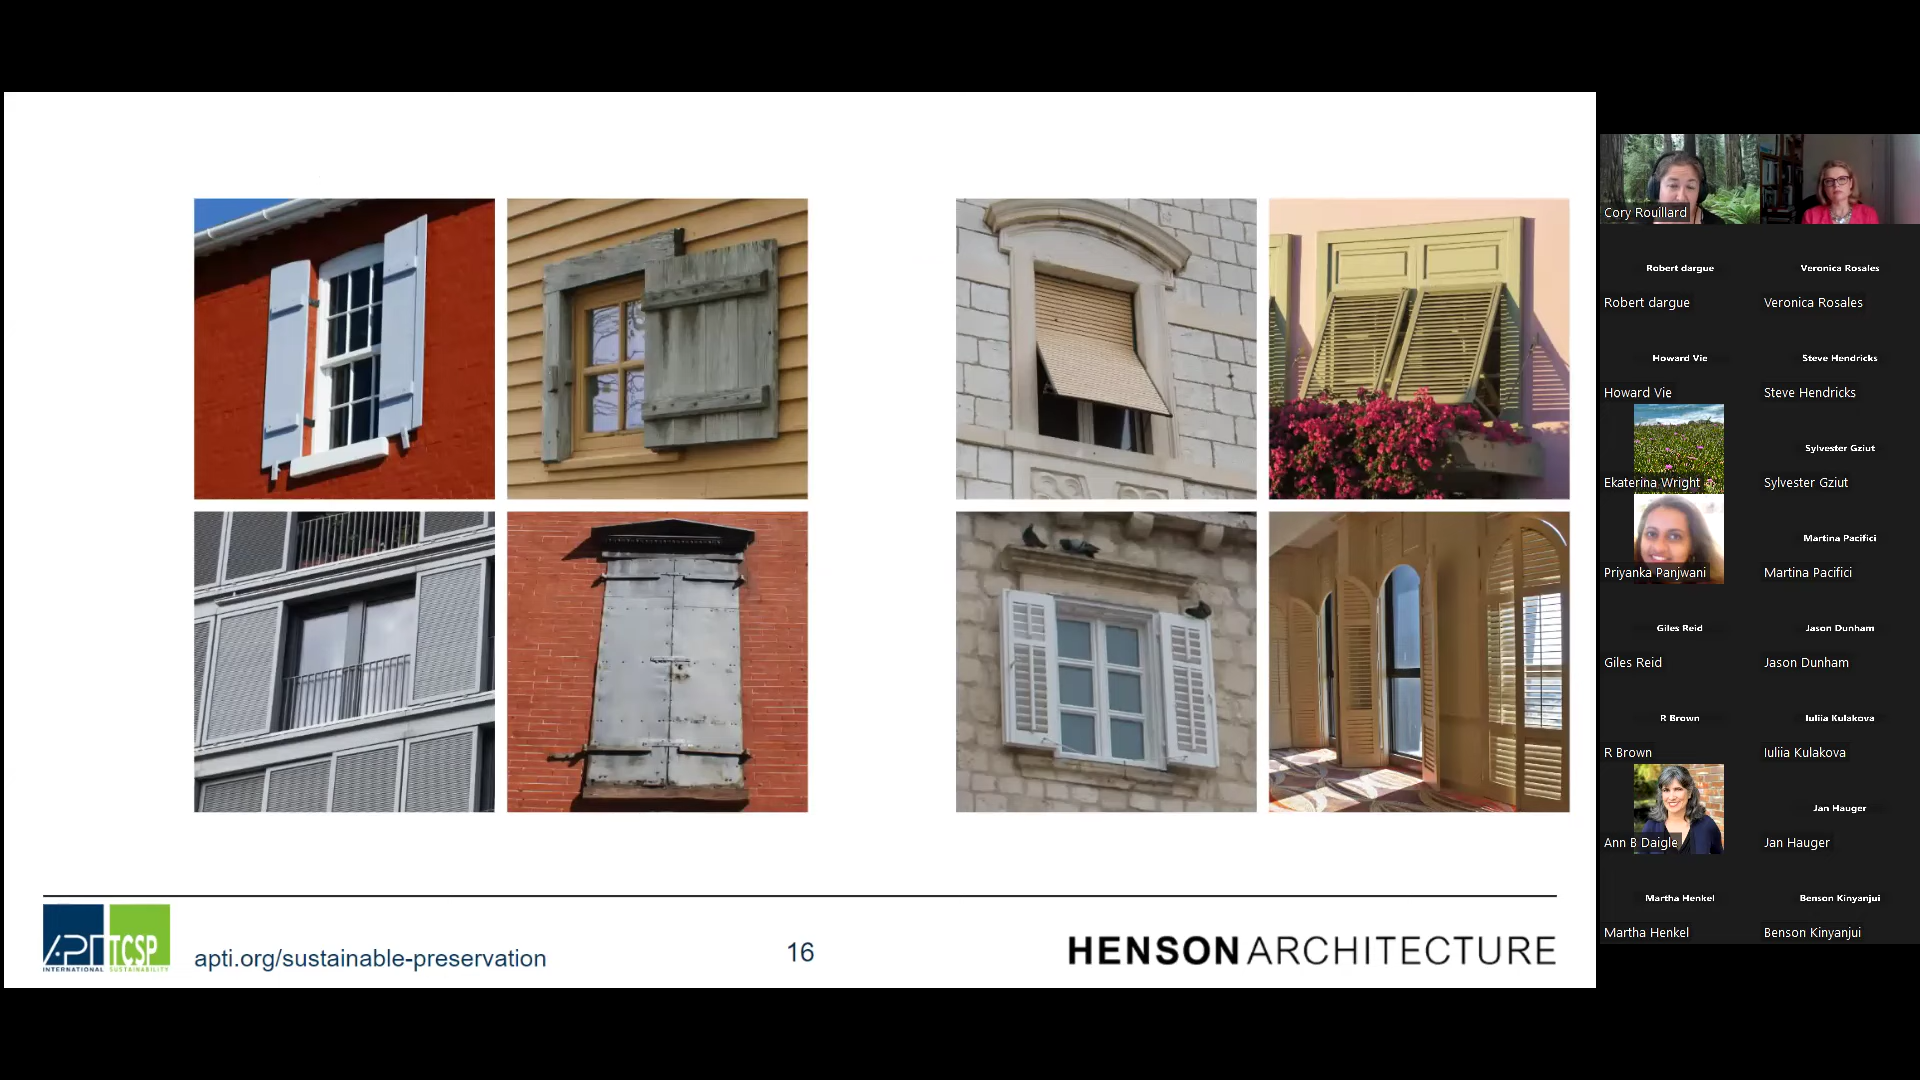 APTI TCSP
INTERNATIONAL SUSTAINABILITY
apti.org/sustainable-preservation
16
HENSON ARCHITECTURE
Cory Rouillard
Robert dargue
Veronica Rosales
Robert dargue
Veronica Rosales
Howard Vie
Steve Hendricks
Howard Vie
Steve Hendricks
Sylvester Gziut
Ekaterina Wright
Sylvester Gziut
Martina Pacifici
Priyanka Panjwani
Martina Pacifici
Giles Reid
Jason Dunham
Giles Reid
Jason Dunham
R Brown
Iuliia Kulakova
R Brown
Iuliia Kulakova
Jan Hauger
Ann B Daigle
Jan Hauger
Martha Henkel
Benson Kinyanjui
Martha Henkel
Benson Kinyanjui